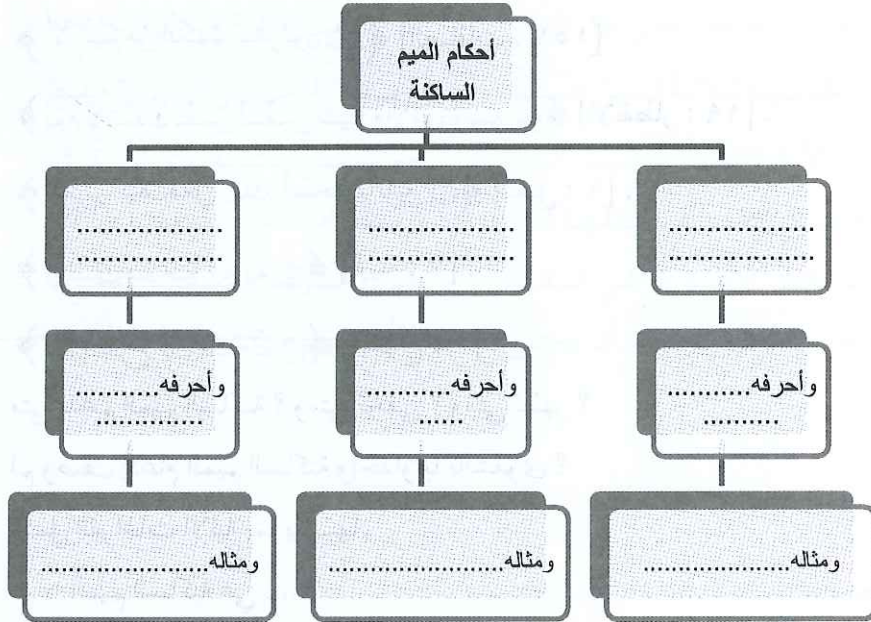 أحكام الميم
الساكنة
...................
...................
...................
...................
...................
...................
وأحرفه...........
..........
وأحرفه...........
......
وأحرفه...........
..............
ومثاله.......................
ومثاله.........................
ومثاله..........................